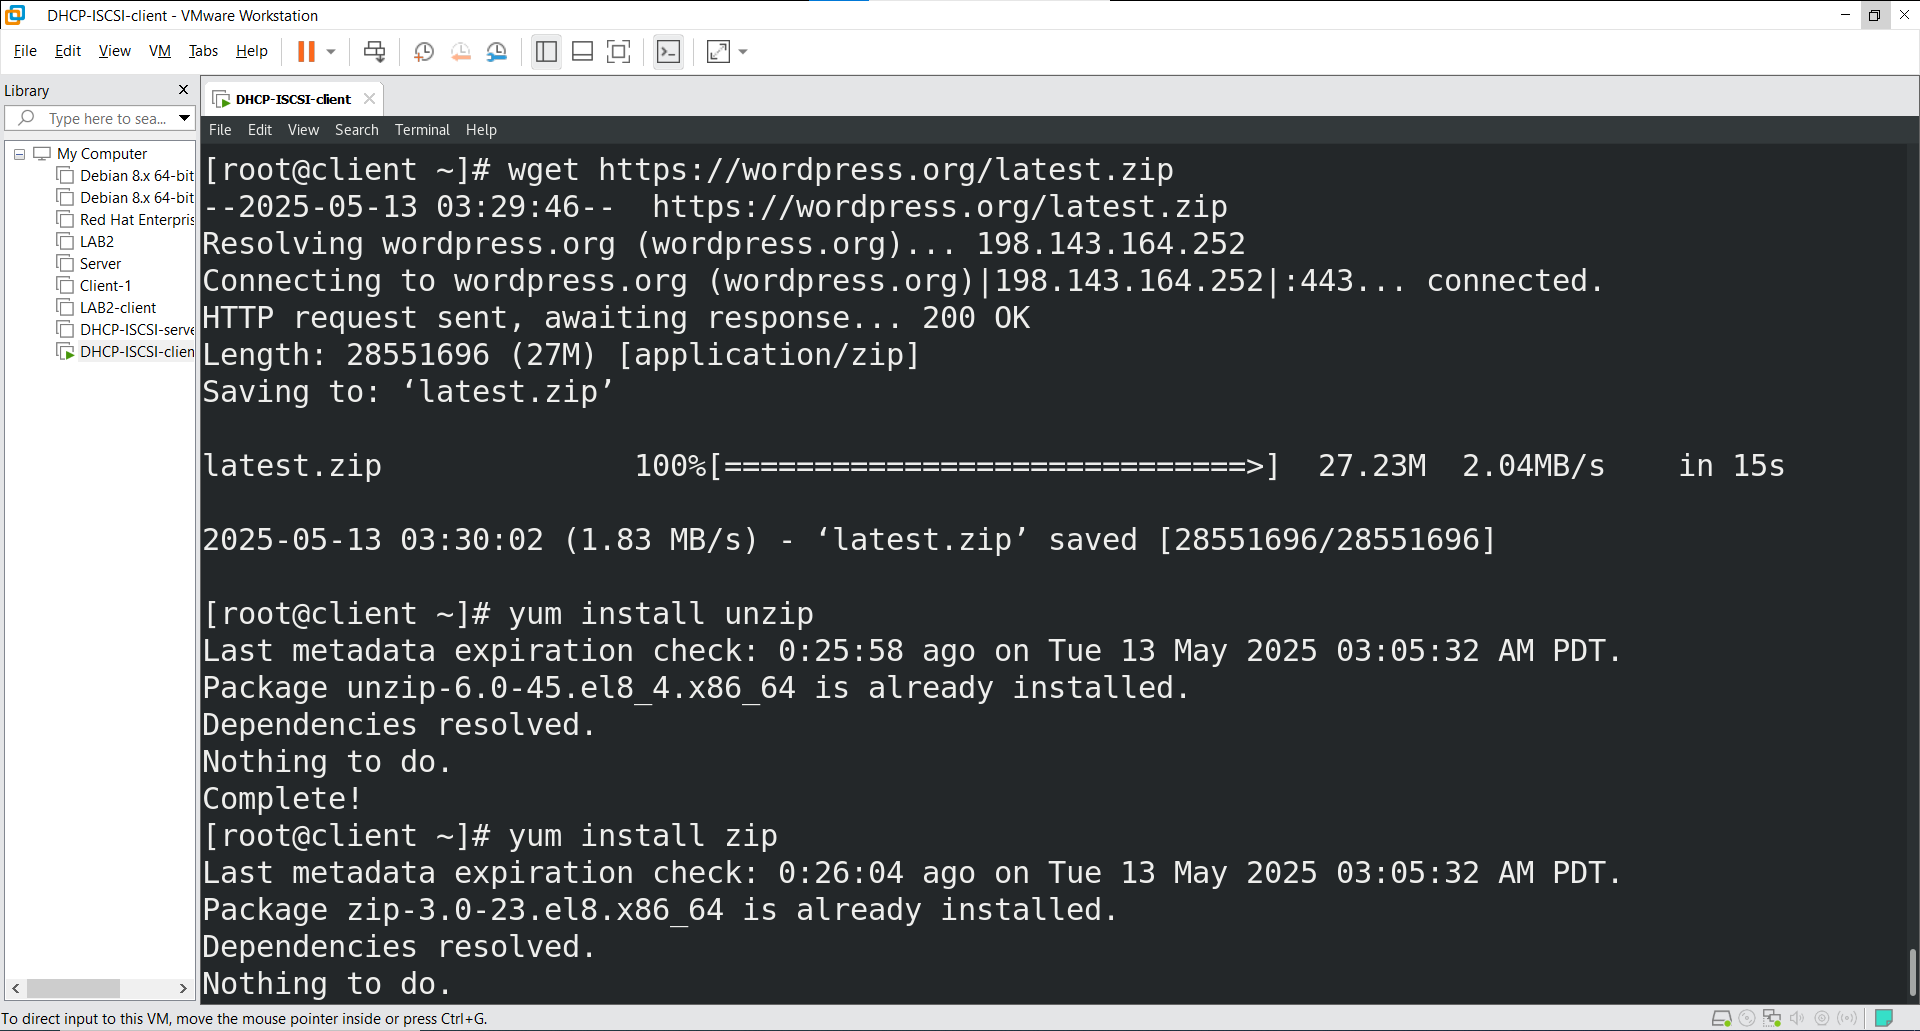 DHCP-ISCSI-client - VMware Workstation
File Edit View VM Tabs Help
Library
Type here to sea...
My Computer
Debian 8.x 64-bit
Debian 8.x 64-bit
Red Hat Enterpris
LAB2
Server
Client-1
LAB2-client
DHCP-ISCSI-serve
DHCP-ISCSI-clien
DHCP-ISCSI-client
File Edit View Search Terminal Help
[root@client ~]# wget https://wordpress.org/latest.zip
--2025-05-13 03:29:46--  https://wordpress.org/latest.zip
Resolving wordpress.org (wordpress.org)... 198.143.164.252
Connecting to wordpress.org (wordpress.org)|198.143.164.252|:443... connected.
HTTP request sent, awaiting response... 200 OK
Length: 28551696 (27M) [application/zip]
Saving to: ‘latest.zip’
latest.zip              100%[=============================>]  27.23M  2.04MB/s    in 15s
2025-05-13 03:30:02 (1.83 MB/s) - ‘latest.zip’ saved [28551696/28551696]
[root@client ~]# yum install unzip
Last metadata expiration check: 0:25:58 ago on Tue 13 May 2025 03:05:32 AM PDT.
Package unzip-6.0-45.el8_4.x86_64 is already installed.
Dependencies resolved.
Nothing to do.
Complete!
[root@client ~]# yum install zip
Last metadata expiration check: 0:26:04 ago on Tue 13 May 2025 03:05:32 AM PDT.
Package zip-3.0-23.el8.x86_64 is already installed.
Dependencies resolved.
Nothing to do.
To direct input to this VM, move the mouse pointer inside or press Ctrl+G.